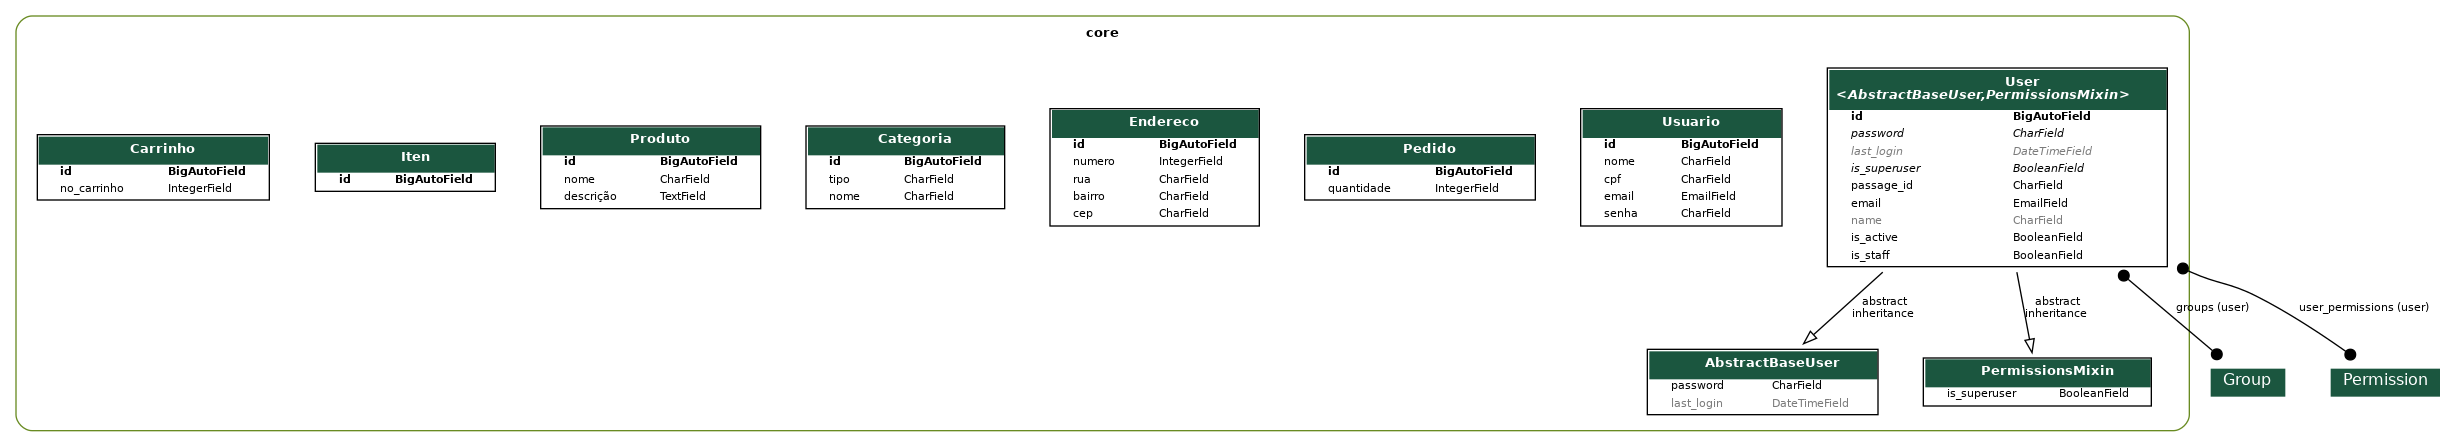 core
Carrinho
id BigAutoField
no_carrinho IntegerField
Iten
id BigAutoField
Produto
id BigAutoField
nome CharField
descrição TextField
Categoria
id BigAutoField
tipo CharField
nome CharField
Endereco
id BigAutoField
numero IntegerField
rua CharField
bairro CharField
cep CharField
Pedido
id BigAutoField
quantidade IntegerField
Usuario
id BigAutoField
nome CharField
cpf CharField
email EmailField
senha CharField
User
<AbstractBaseUser,PermissionsMixin>
id BigAutoField
password CharField
last_login DateTimeField
is_superuser BooleanField
passage_id CharField
email EmailField
name CharField
is_active BooleanField
is_staff BooleanField
abstract
inheritance
abstract
inheritance
groups (user)
user_permissions (user)
AbstractBaseUser
password CharField
last_login DateTimeField
PermissionsMixin
is_superuser BooleanField
Group
Permission